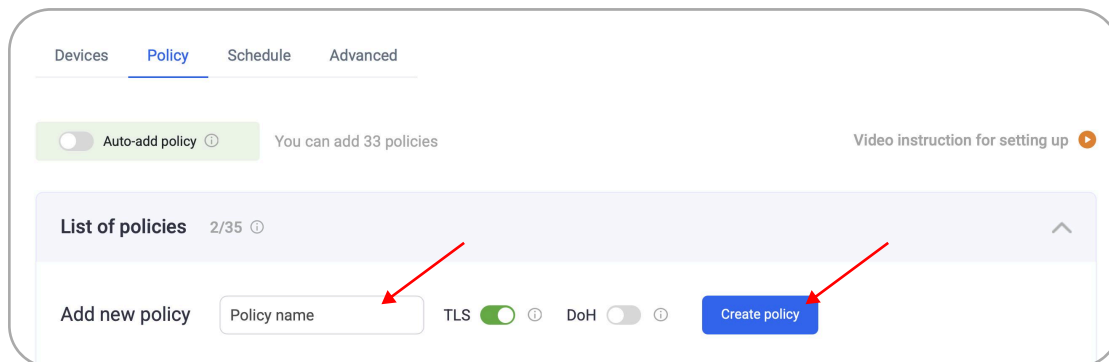 Devices Policy Schedule Advanced
Auto-add policy You can add 33 policies Video instruction for setting up
List of policies 2/35
Add new policy Policy name TLS DoH Create policy